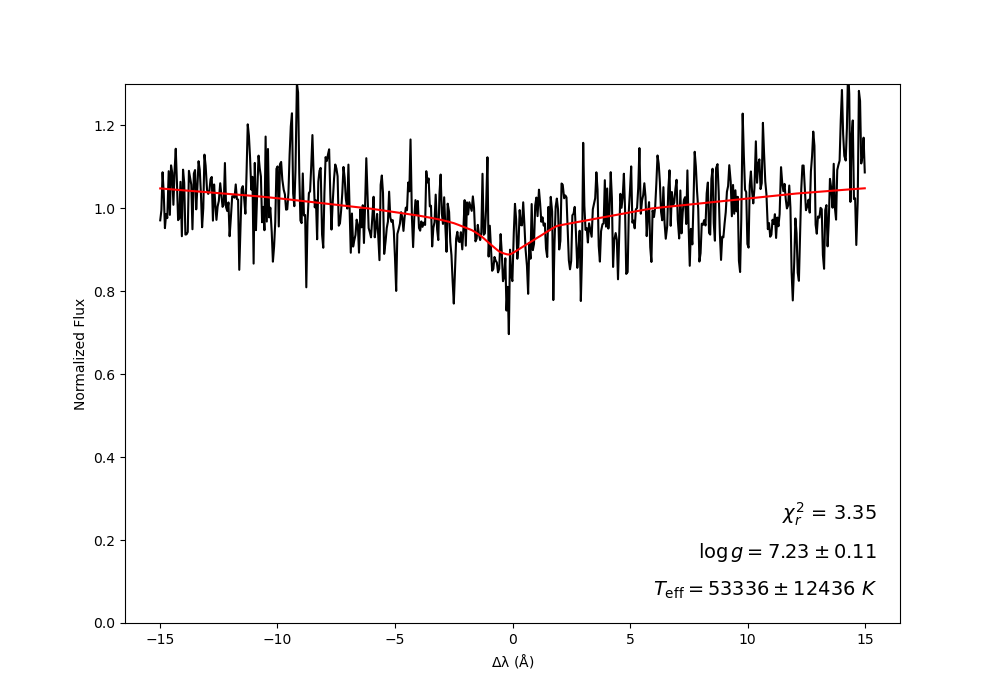 1.2
1.0
0.8
0.6
0.4
0.2
0.0
Normalized Flux
χ²ᵣ = 3.35
log g = 7.23 ± 0.11
T_eff = 53336 ± 12436 K
−15 −10 −5 0 5 10 15
Δλ (Å)